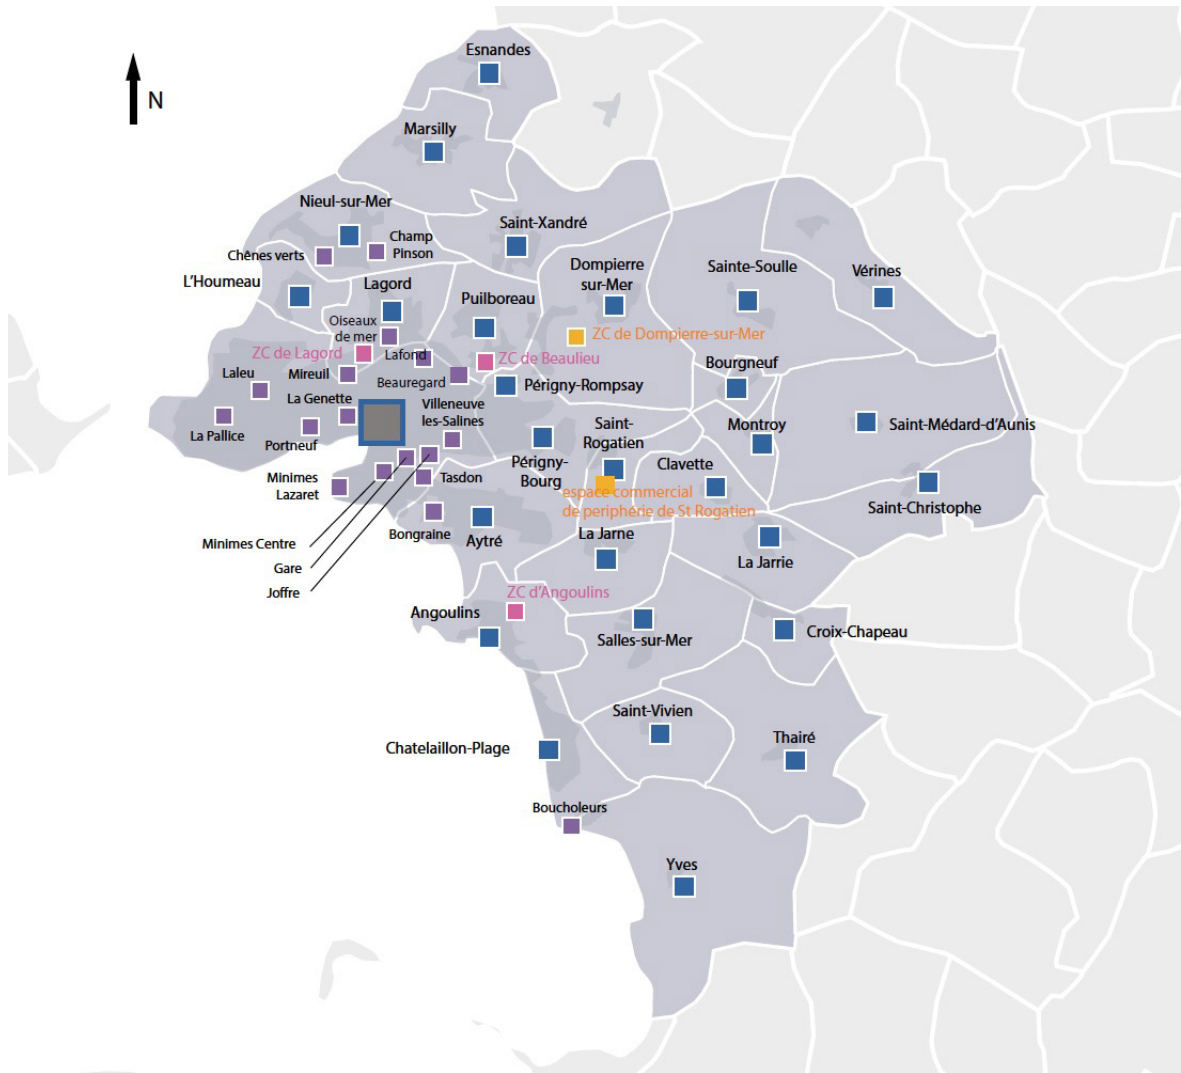 Esnandes
N
Marsilly
Nieul-sur-Mer
Saint-Xandré
Champ
Pinson
Chênes verts
L'Houmeau
Lagord
Puilboreau
Dompierre
sur-Mer
Sainte-Soulle
Vérines
Oiseaux
de mer
ZC de Lagord
Lafond
ZC de Beaulieu
ZC de Dompierre-sur-Mer
Laleu
Mireuil
Beauregard
Périgny-Rompsay
Bourgneuf
La Genette
Villeneuve
les-Salines
La Pallice
Portneuf
Saint-
Rogatien
Montroy
Saint-Médard-d'Aunis
Périgny-
Bourg
Clavette
Minimes
Lazaret
Tasdon
espace commercial
de periphérie de St Rogatien
Saint-Christophe
Minimes Centre
Bongraine
Aytré
La Jarne
La Jarrie
Gare
Joffre
ZC d'Angoulins
Angoulins
Salles-sur-Mer
Croix-Chapeau
Saint-Vivien
Thairé
Chatelaillon-Plage
Boucholeurs
Yves